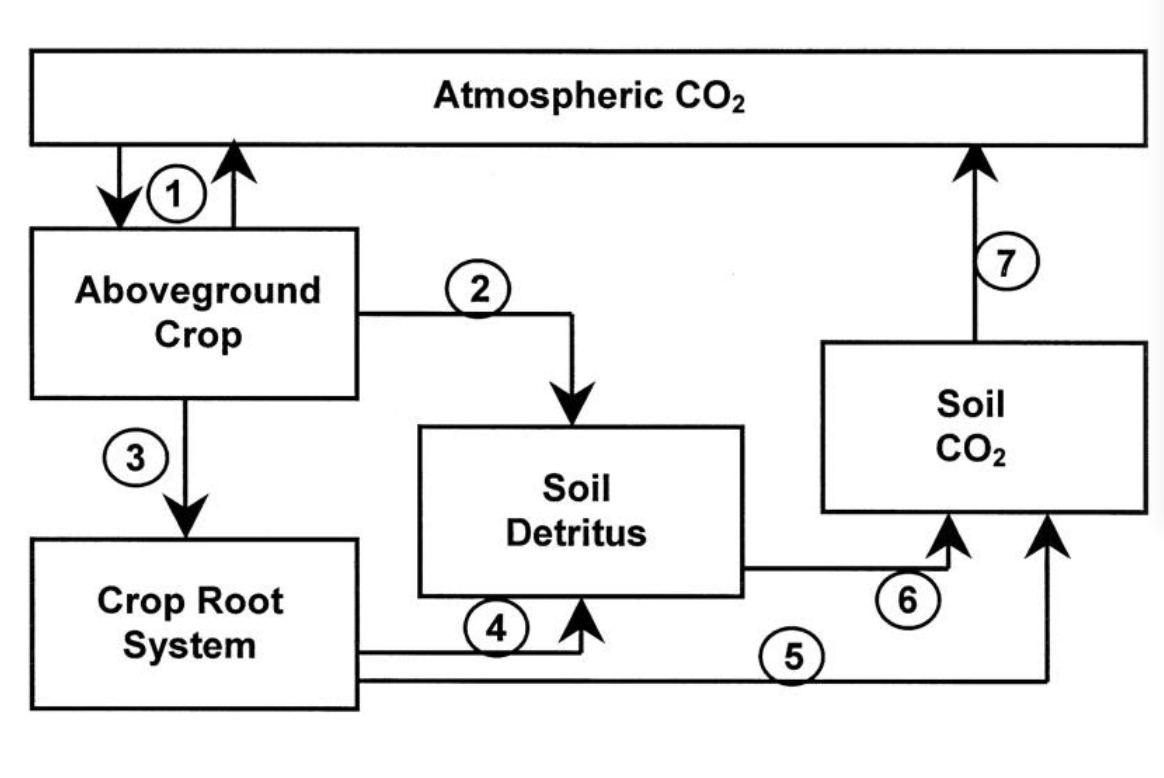 Atmospheric CO₂
1
Aboveground
Crop
2
7
Soil
CO₂
3
Soil
Detritus
Crop Root
System
4
6
5